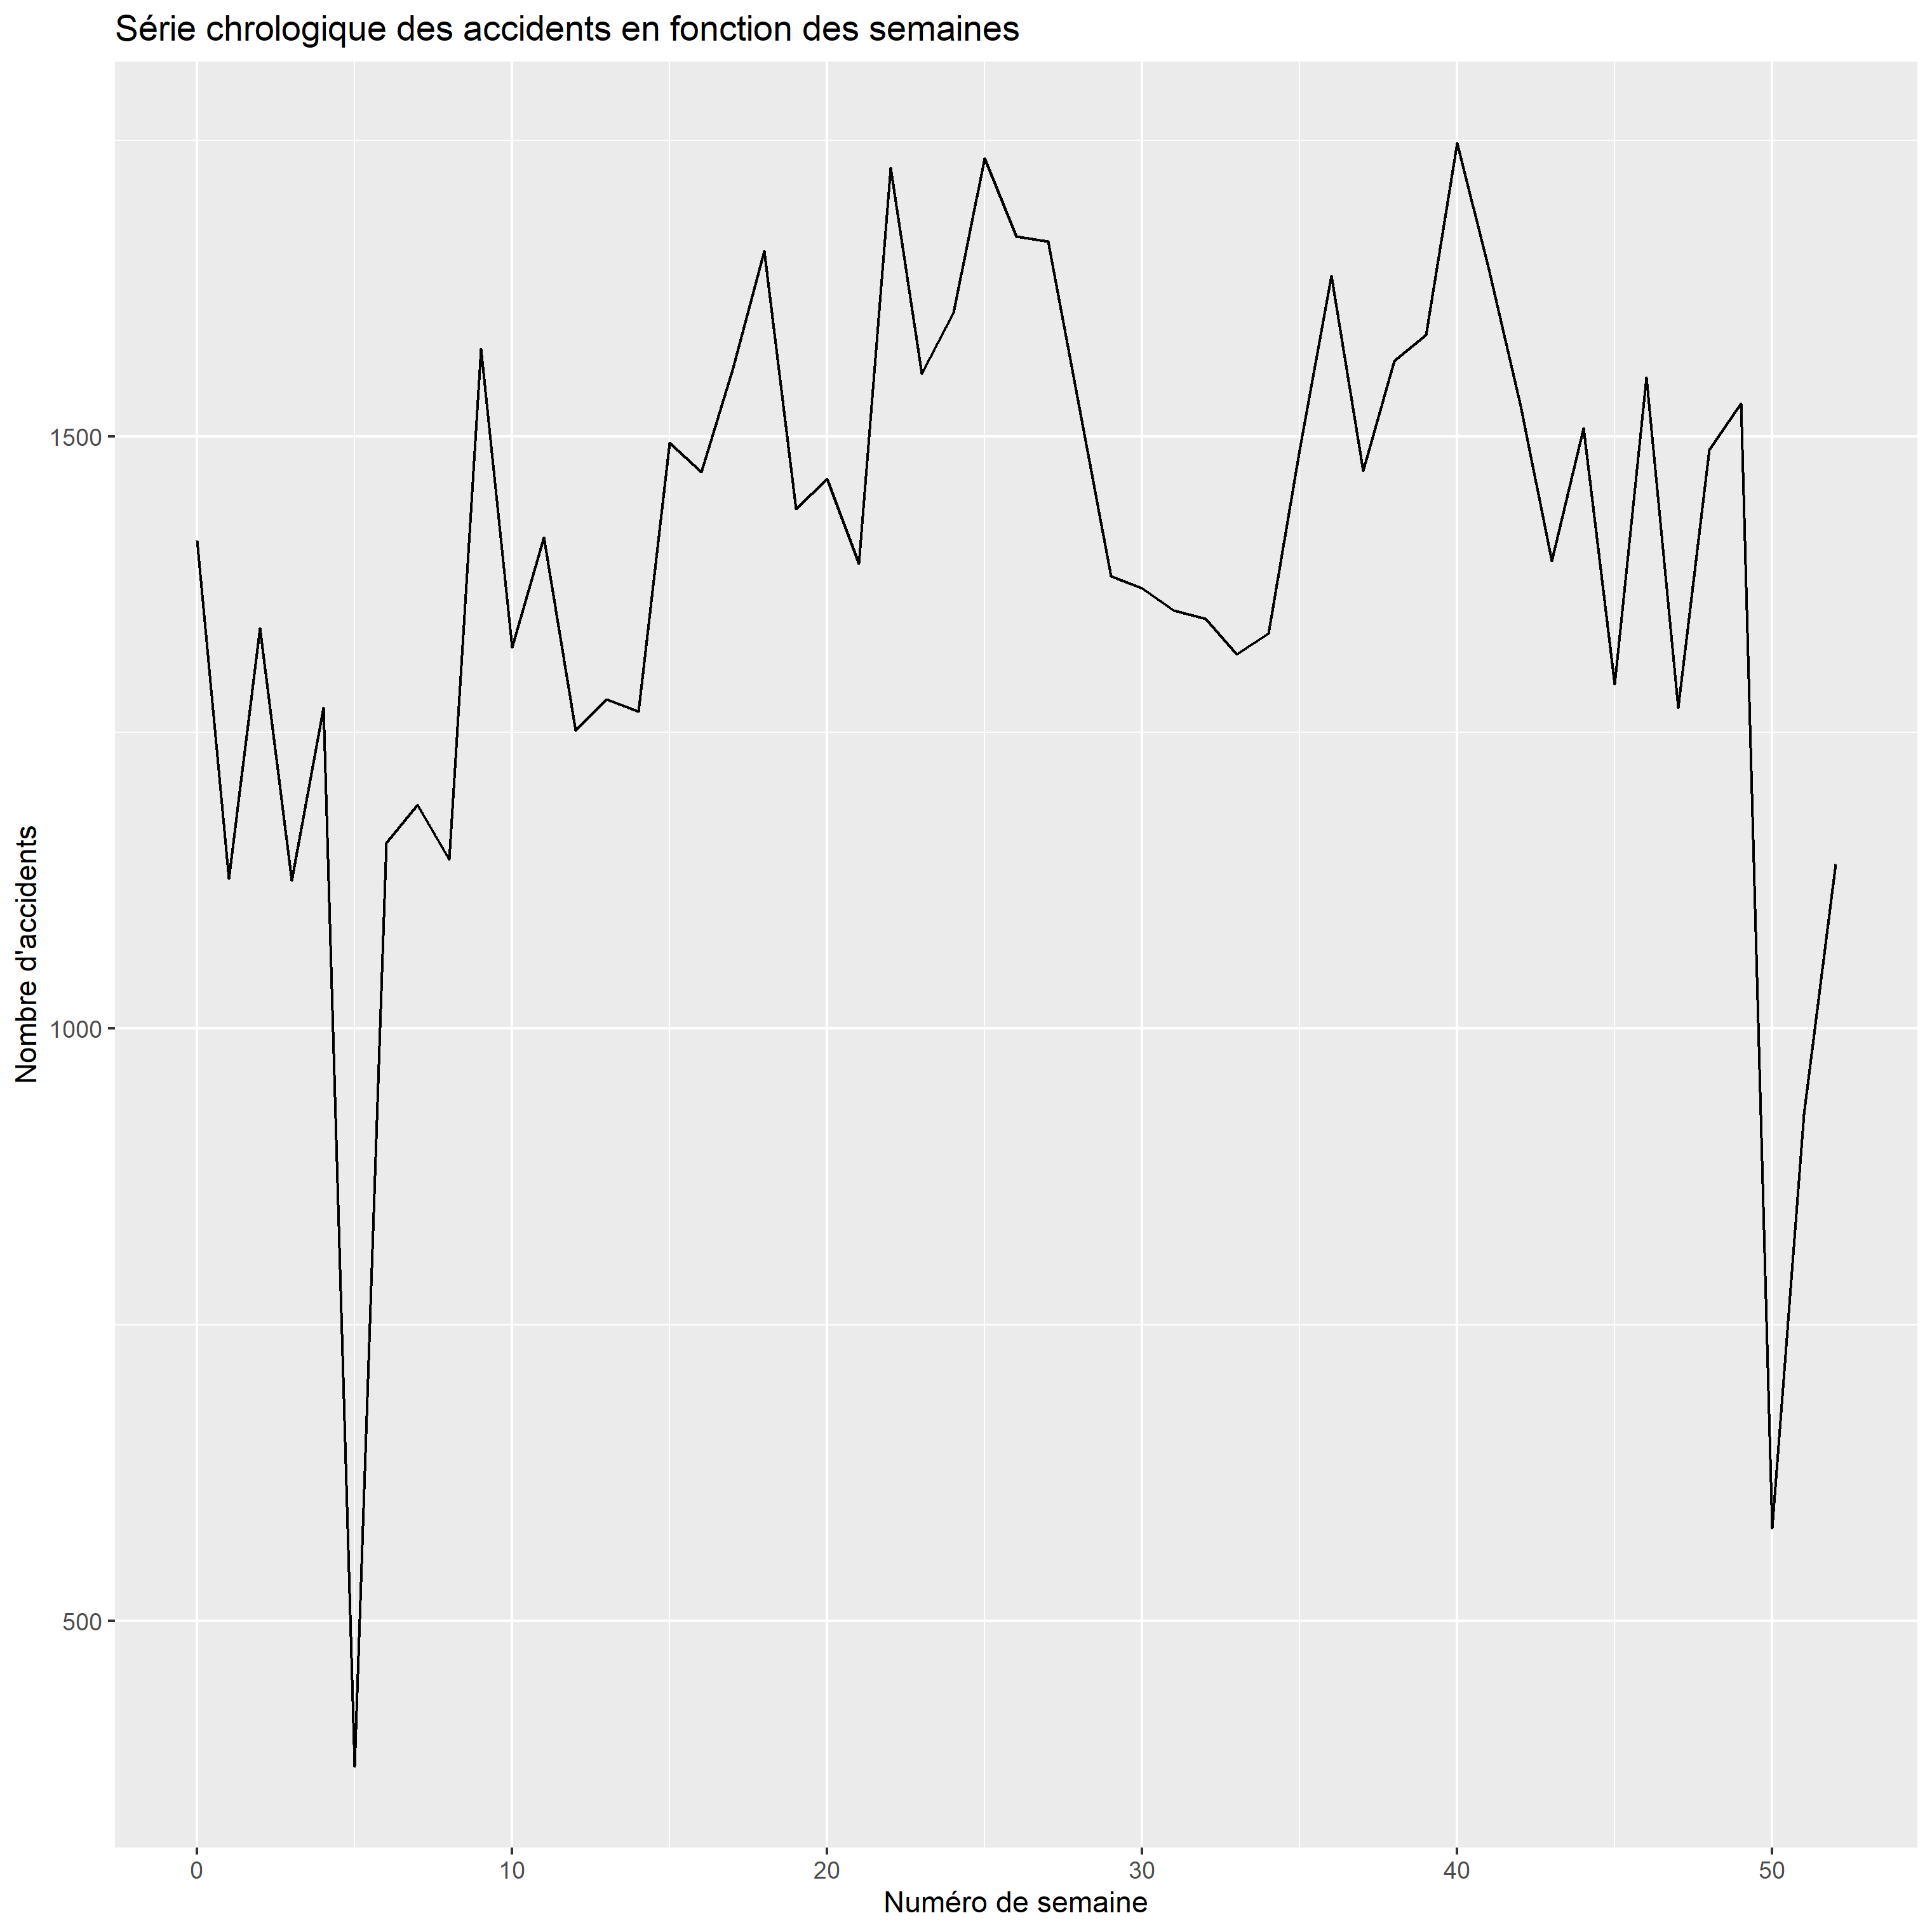 Série chrologique des accidents en fonction des semaines
Nombre d'accidents
1500
1000
500
0 10 20 30 40 50
Numéro de semaine